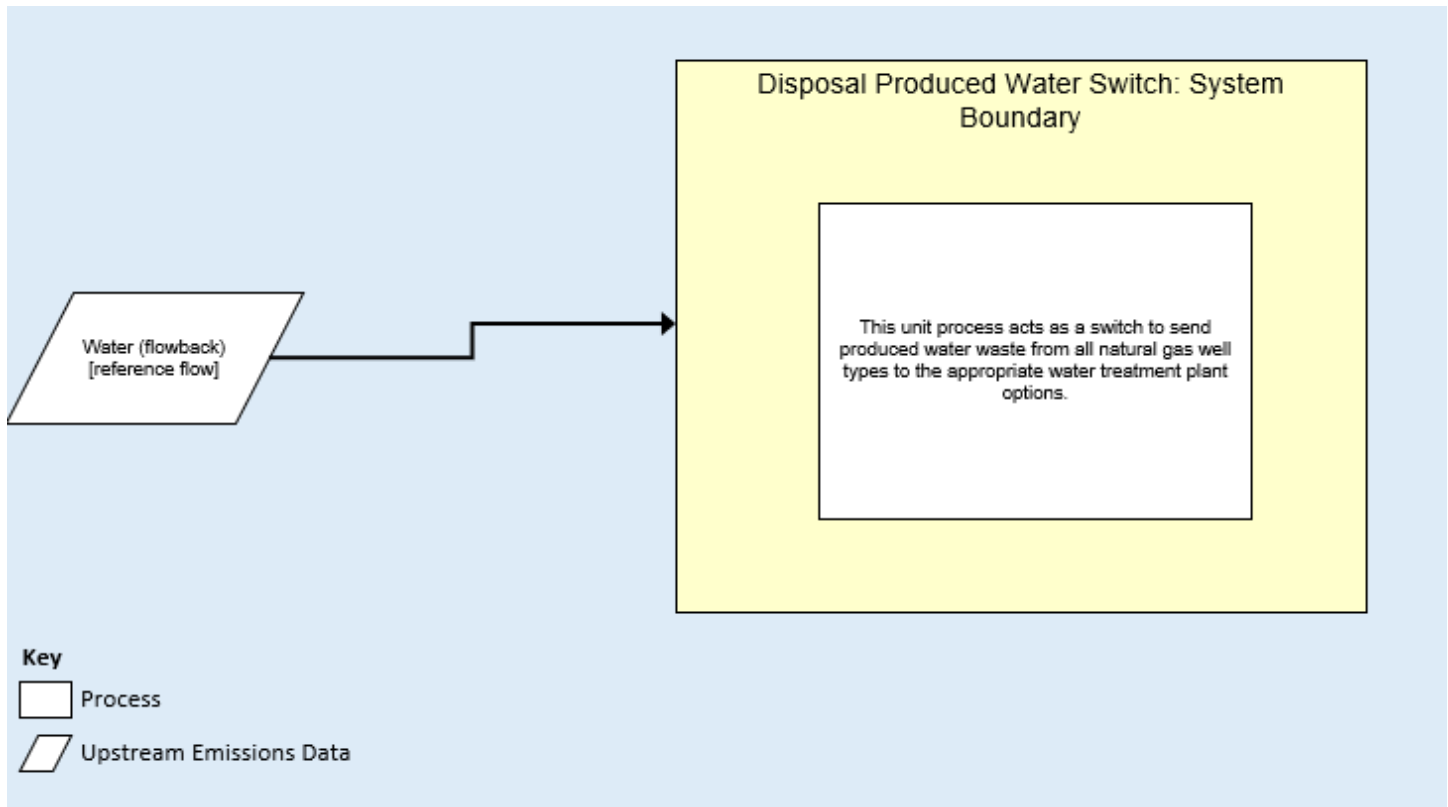 Disposal Produced Water Switch: System
Boundary
Water (flowback)
[reference flow]
This unit process acts as a switch to send
produced water waste from all natural gas well
types to the appropriate water treatment plant
options.
Key
Process
Upstream Emissions Data